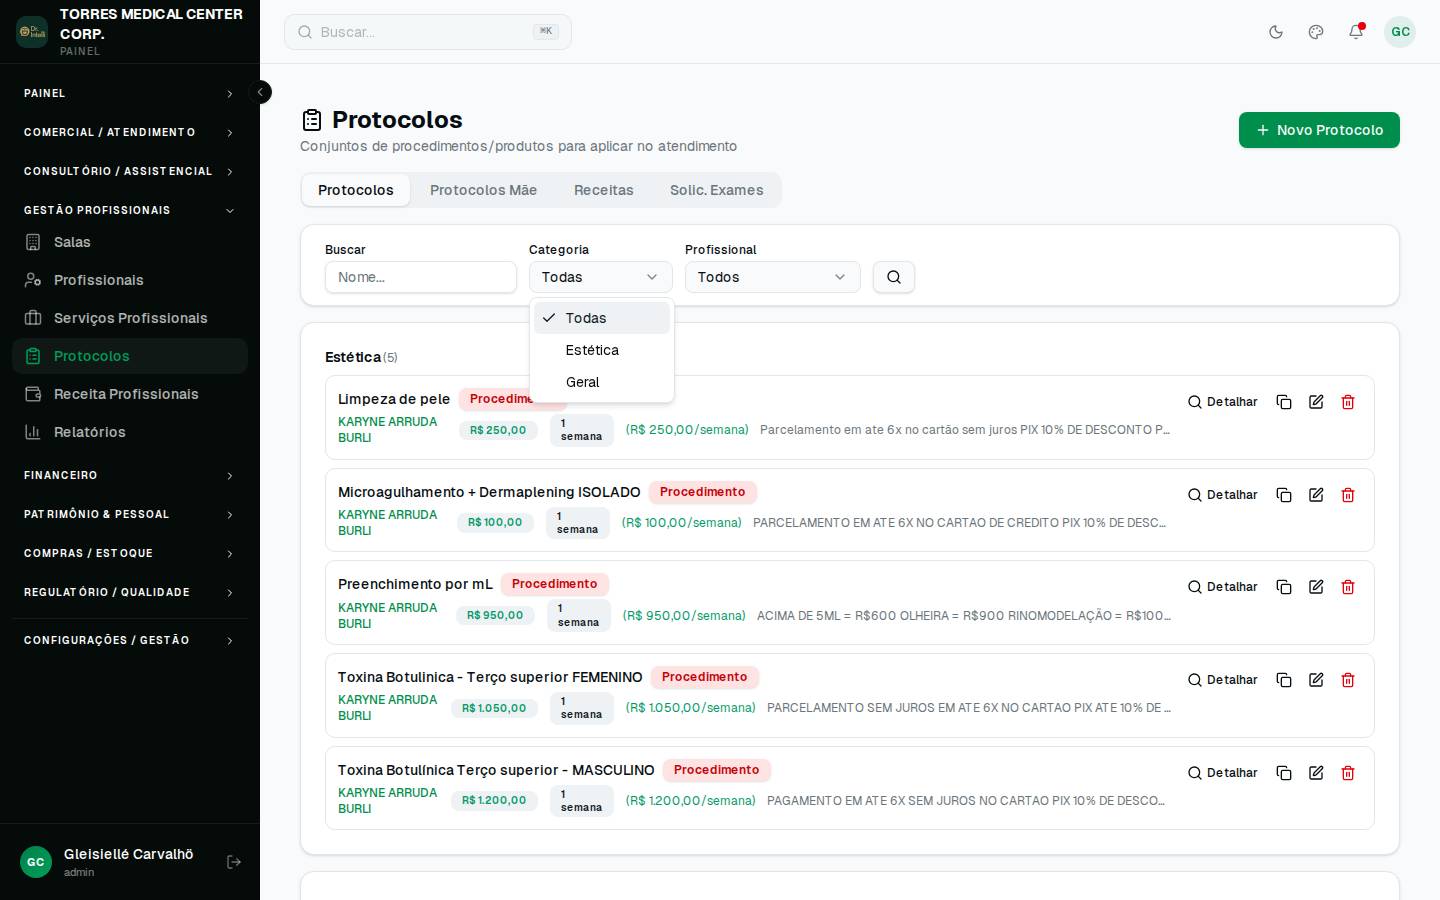 TORRES MEDICAL CENTER CORP.
PAINEL
Buscar...
⌘K
GC
PAINEL
COMERCIAL / ATENDIMENTO
CONSULTÓRIO / ASSISTENCIAL
GESTÃO PROFISSIONAIS
Salas
Profissionais
Serviços Profissionais
Protocolos
Receita Profissionais
Relatórios
FINANCEIRO
PATRIMÔNIO & PESSOAL
COMPRAS / ESTOQUE
REGULATÓRIO / QUALIDADE
CONFIGURAÇÕES / GESTÃO
GC
Gleisiellé Carvalhö
admin
Protocolos
Conjuntos de procedimentos/produtos para aplicar no atendimento
Novo Protocolo
Protocolos Protocolos Mãe Receitas Solic. Exames
Buscar Categoria Profissional
Nome... Todas Todos
Todas
Estética
Geral
Estética (5)
Limpeza de pele Detalhar
KARYNE ARRUDA BURLI R$ 250,00 1 semana (R$ 250,00/semana) Parcelamento em ate 6x no cartão sem juros PIX 10% DE DESCONTO P...
Microagulhamento + Dermaplening ISOLADO Procedimento Detalhar
KARYNE ARRUDA BURLI R$ 100,00 1 semana (R$ 100,00/semana) PARCELAMENTO EM ATE 6X NO CARTAO DE CREDITO PIX 10% DE DESC...
Preenchimento por mL Procedimento Detalhar
KARYNE ARRUDA BURLI R$ 950,00 1 semana (R$ 950,00/semana) ACIMA DE 5ML = R$600 OLHEIRA = R$900 RINOMODELAÇÃO = R$100...
Toxina Botulinica - Terço superior FEMENINO Procedimento Detalhar
KARYNE ARRUDA BURLI R$ 1.050,00 1 semana (R$ 1.050,00/semana) PARCELAMENTO SEM JUROS EM ATE 6X NO CARTAO PIX ATE 10% DE ...
Toxina Botulínica Terço superior - MASCULINO Procedimento Detalhar
KARYNE ARRUDA BURLI R$ 1.200,00 1 semana (R$ 1.200,00/semana) PAGAMENTO EM ATE 6X SEM JUROS NO CARTAO PIX 10% DE DESCO...